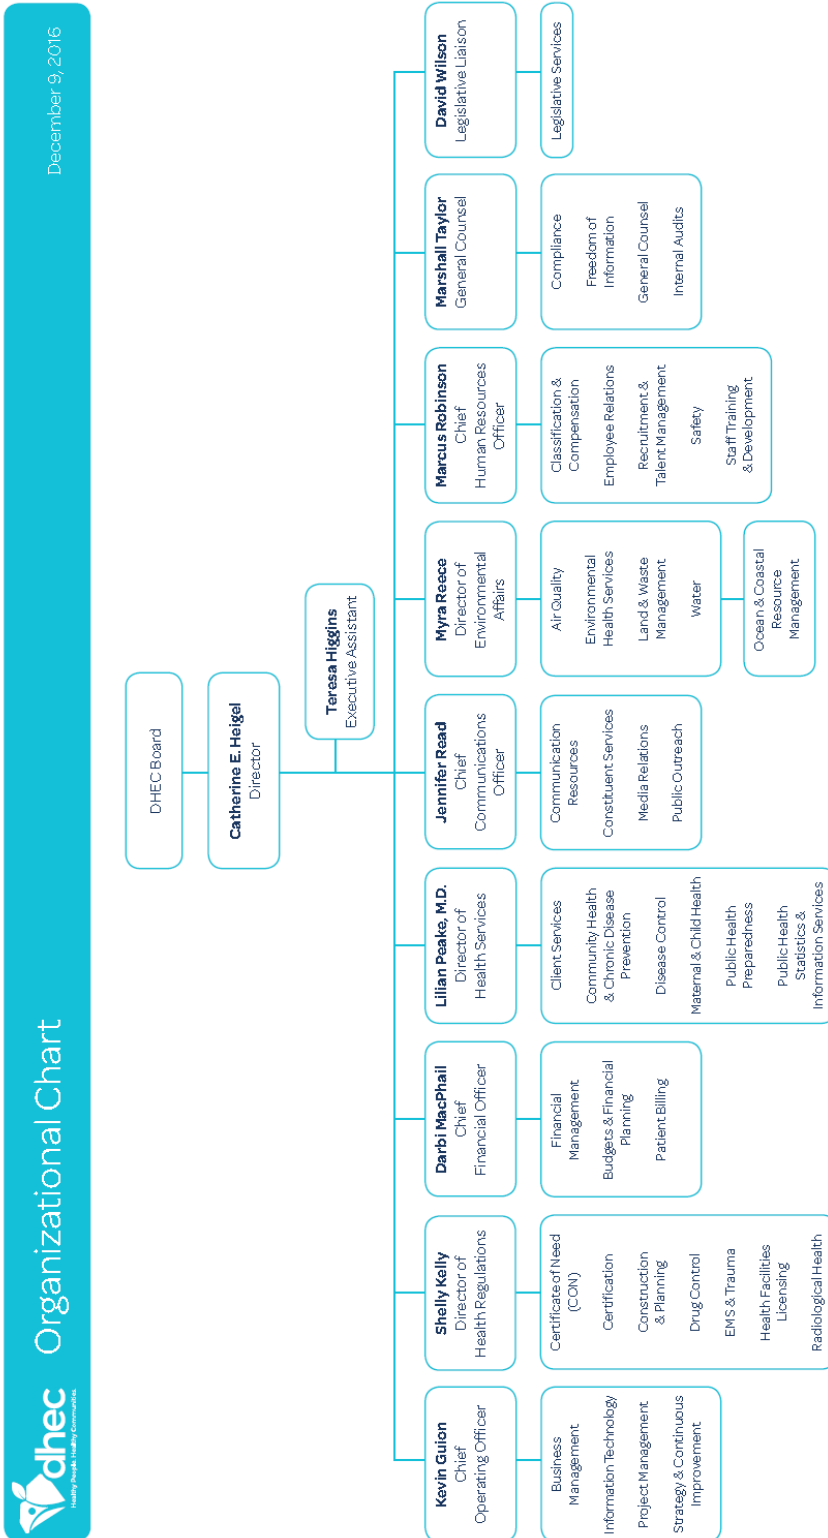 dhec
Healthy People. Healthy Communities.
Organizational Chart
December 9, 2016
DHEC Board
Catherine E. Heigel
Director
Teresa Higgins
Executive Assistant
Kevin Guion
Chief
Operating Officer
Business
Management
Information Technology
Project Management
Strategy & Continuous
Improvement
Shelly Kelly
Director of
Health Regulations
Certificate of Need
(CON)
Certification
Construction
& Planning
Drug Control
EMS & Trauma
Health Facilities
Licensing
Radiological Health
Darbi MacPhail
Chief
Financial Officer
Financial
Management
Budgets & Financial
Planning
Patient Billing
Lilian Peake, M.D.
Director of
Health Services
Client Services
Community Health
& Chronic Disease
Prevention
Disease Control
Maternal & Child Health
Public Health
Preparedness
Public Health
Statistics &
Information Services
Jennifer Read
Chief
Communications
Officer
Communication
Resources
Constituent Services
Media Relations
Public Outreach
Myra Reece
Director of
Environmental
Affairs
Air Quality
Environmental
Health Services
Land & Waste
Management
Water
Ocean & Coastal
Resource
Management
Marcus Robinson
Chief
Human Resources
Officer
Classification &
Compensation
Employee Relations
Recruitment &
Talent Management
Safety
Staff Training
& Development
Marshall Taylor
General Counsel
Compliance
Freedom of
Information
General Counsel
Internal Audits
David Wilson
Legislative Liaison
Legislative Services